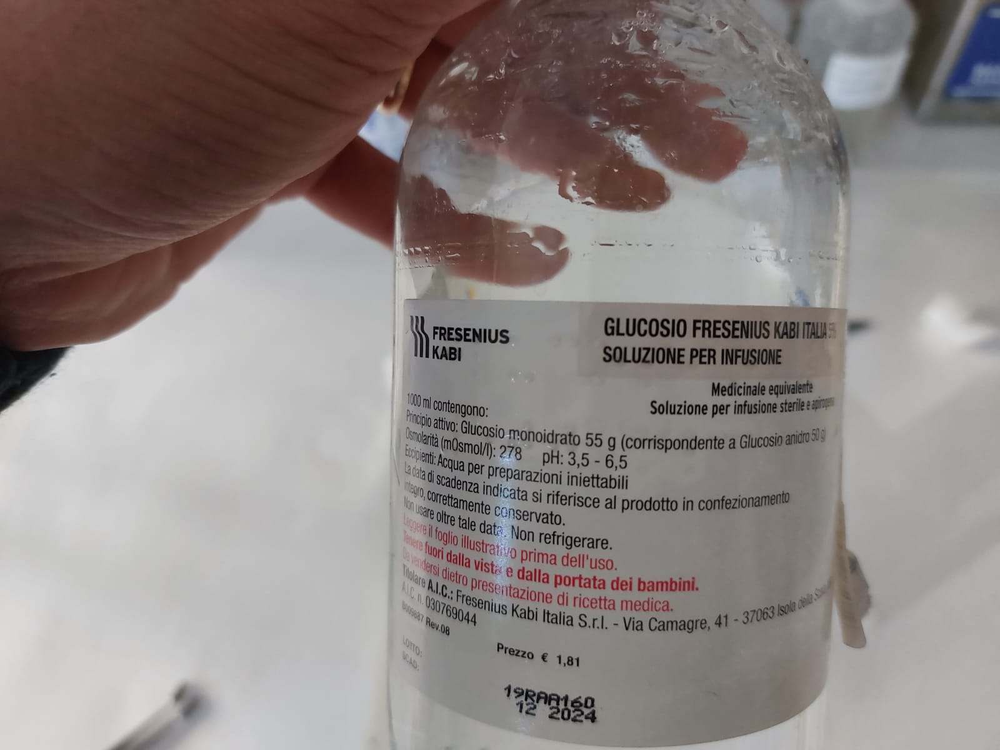 FRESENIUS
KABI
GLUCOSIO FRESENIUS KABI ITALIA 5%
SOLUZIONE PER INFUSIONE
Medicinale equivalente
Soluzione per infusione sterile e
1000 ml contengono:
Principio attivo: Glucosio monoidrato 55 g (corrispondente a Glucosio anidro 50 g)
Osmolarità (mOsmol/l): 278 pH: 3,5 - 6,5
Eccipienti: Acqua per preparazioni iniettabili
La data di scadenza indicata si riferisce al prodotto in confezionamento
integro, correttamente conservato.
Non usare oltre tale data. Non refrigerare.
Leggere il foglio illustrativo prima dell'uso.
Tenere fuori dalla vista e dalla portata dei bambini.
Da vendersi dietro presentazione di ricetta medica.
Titolare A.I.C.: Fresenius Kabi Italia S.r.l. - Via Camagre, 41 - 37063 Isola della
A.I.C. n. 030769044
Rev.08
LOTTO:
SCAD:
Prezzo € 1,81
19RAA160
12 2024